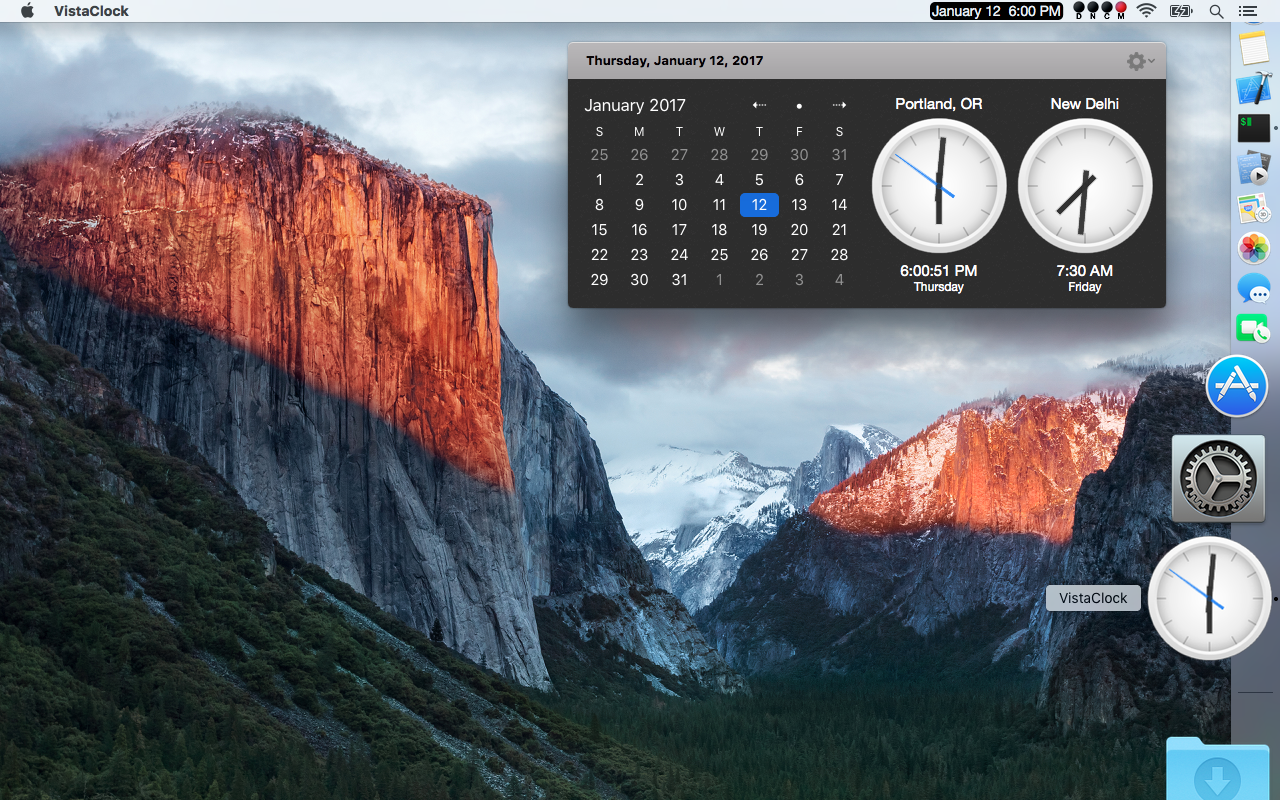 VistaClock
January 12 6:00 PM
D N C M
Thursday, January 12, 2017
January 2017
S M T W T F S
25 26 27 28 29 30 31
1 2 3 4 5 6 7
8 9 10 11 12 13 14
15 16 17 18 19 20 21
22 23 24 25 26 27 28
29 30 31 1 2 3 4
Portland, OR
6:00:51 PM
Thursday
New Delhi
7:30 AM
Friday
$
VistaClock